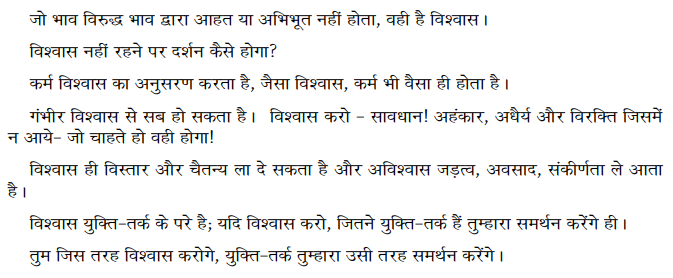 जो भाव विरुद्ध भाव द्वारा आहत या अभिभूत नहीं होता, वही है विश्वास।
विश्वास नहीं रहने पर दर्शन कैसे होगा?
कर्म विश्वास का अनुसरण करता है, जैसा विश्वास, कर्म भी वैसा ही होता है।
गंभीर विश्वास से सब हो सकता है। विश्वास करो – सावधान! अहंकार, अधैर्य और विरक्ति जिसमें
न आये– जो चाहते हो वही होगा!
विश्वास ही विस्तार और चैतन्य ला दे सकता है और अविश्वास जड़त्व, अवसाद, संकीर्णता ले आता
है।
विश्वास युक्ति–तर्क के परे है; यदि विश्वास करो, जितने युक्ति–तर्क हैं तुम्हारा समर्थन करेंगे ही।
तुम जिस तरह विश्वास करोगे, युक्ति–तर्क तुम्हारा उसी तरह समर्थन करेंगे।